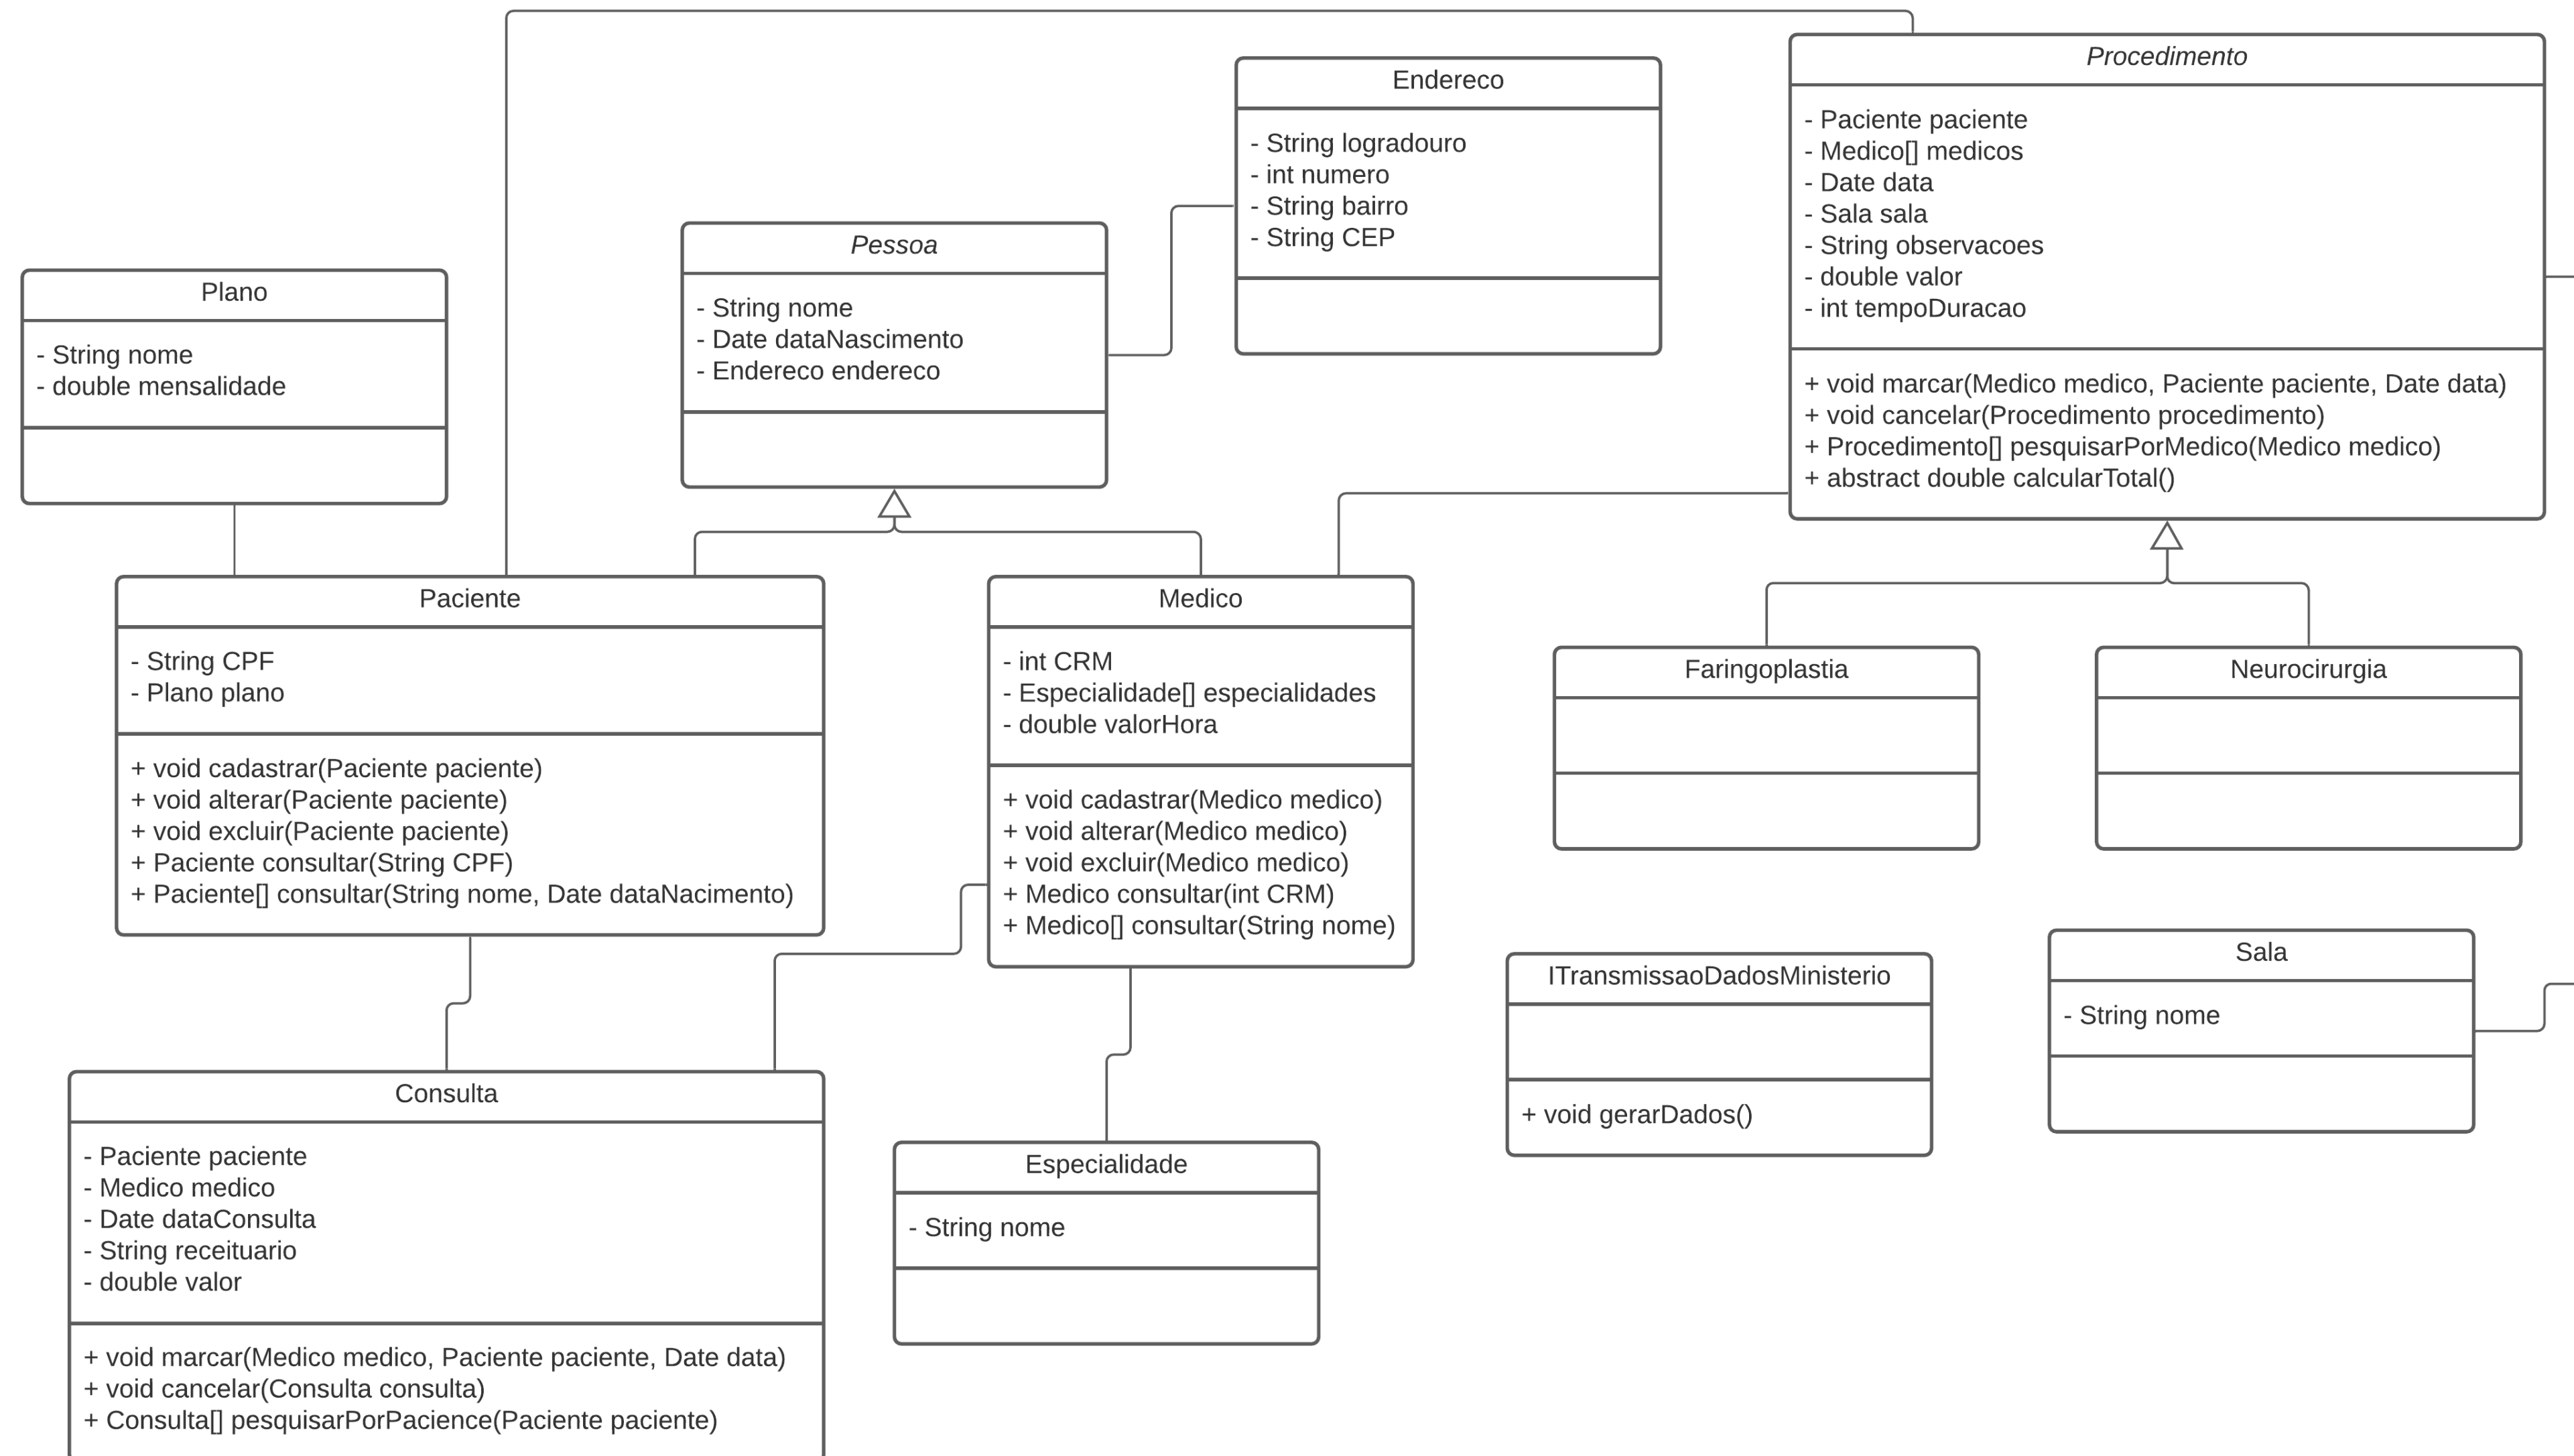 Procedimento
- Paciente paciente
- Medico[] medicos
- Date data
- Sala sala
- String observacoes
- double valor
- int tempoDuracao
+ void marcar(Medico medico, Paciente paciente, Date data)
+ void cancelar(Procedimento procedimento)
+ Procedimento[] pesquisarPorMedico(Medico medico)
+ abstract double calcularTotal()
Endereco
- String logradouro
- int numero
- String bairro
- String CEP
Pessoa
- String nome
- Date dataNascimento
- Endereco endereco
Plano
- String nome
- double mensalidade
Paciente
- String CPF
- Plano plano
+ void cadastrar(Paciente paciente)
+ void alterar(Paciente paciente)
+ void excluir(Paciente paciente)
+ Paciente consultar(String CPF)
+ Paciente[] consultar(String nome, Date dataNacimento)
Medico
- int CRM
- Especialidade[] especialidades
- double valorHora
+ void cadastrar(Medico medico)
+ void alterar(Medico medico)
+ void excluir(Medico medico)
+ Medico consultar(int CRM)
+ Medico[] consultar(String nome)
Faringoplastia
Neurocirurgia
ITransmissaoDadosMinisterio
+ void gerarDados()
Sala
- String nome
Consulta
- Paciente paciente
- Medico medico
- Date dataConsulta
- String receituario
- double valor
+ void marcar(Medico medico, Paciente paciente, Date data)
+ void cancelar(Consulta consulta)
+ Consulta[] pesquisarPorPacience(Paciente paciente)
Especialidade
- String nome